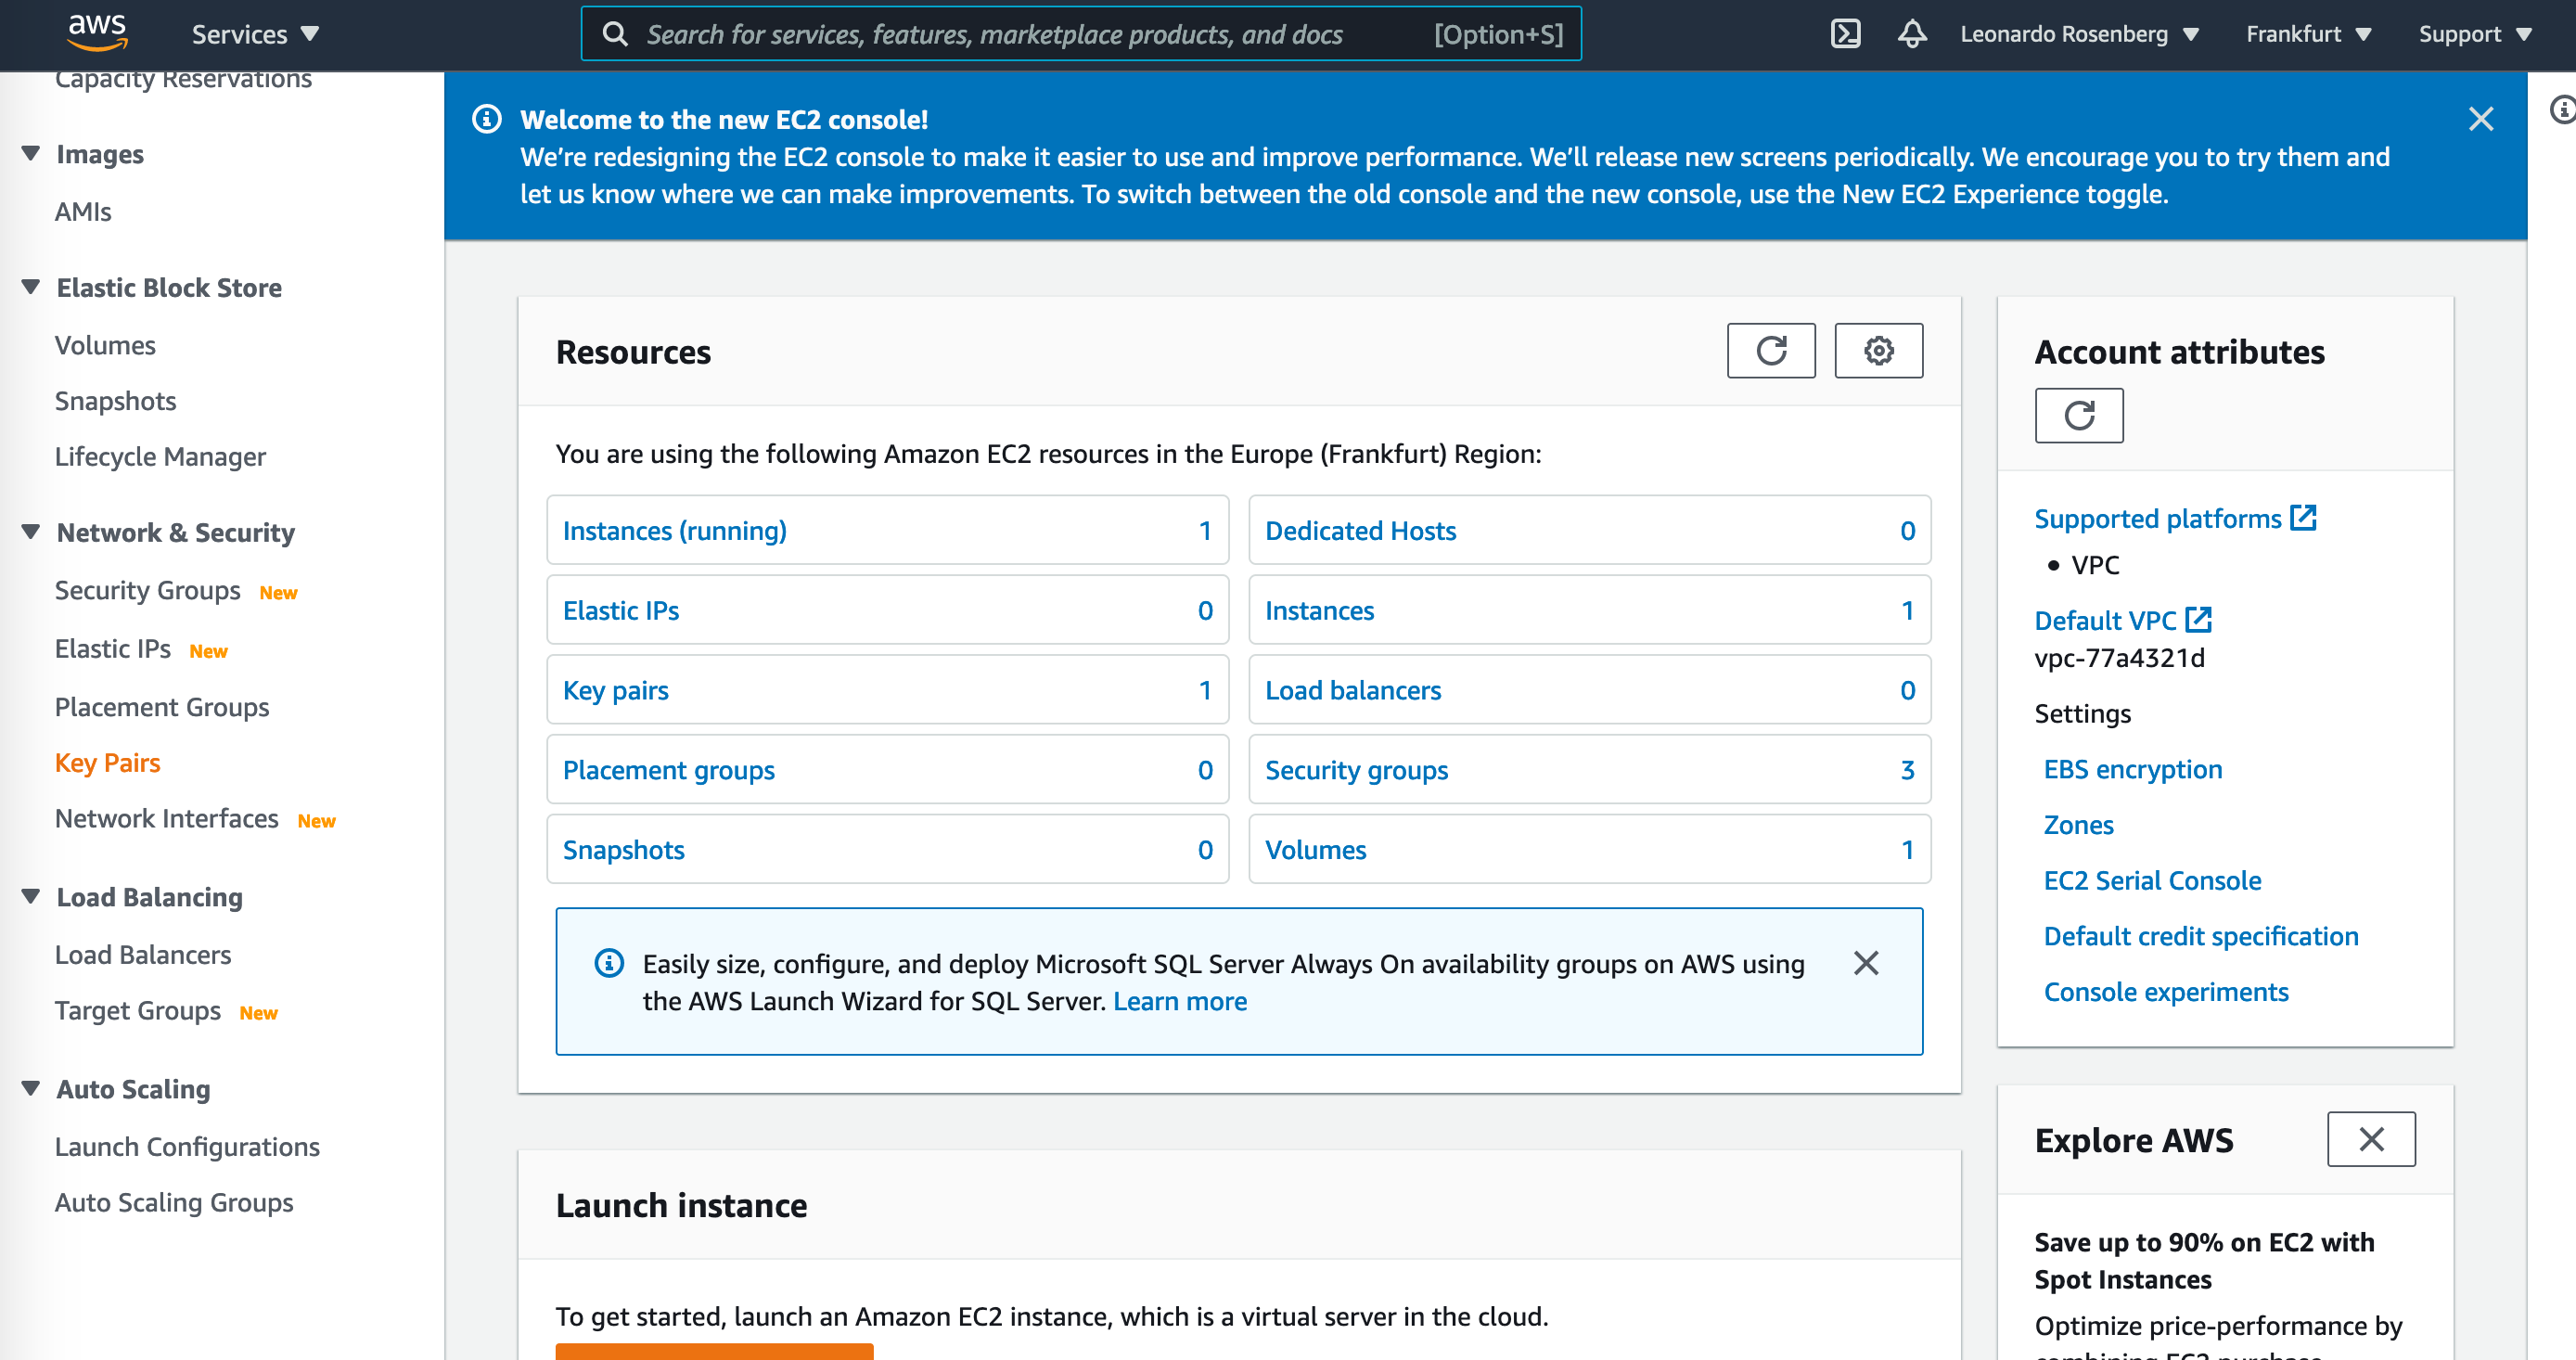 aws
Services
Search for services, features, marketplace products, and docs [Option+S]
Leonardo Rosenberg
Frankfurt
Support
Capacity Reservations
Images
AMIs
Elastic Block Store
Volumes
Snapshots
Lifecycle Manager
Network & Security
Security Groups New
Elastic IPs New
Placement Groups
Key Pairs
Network Interfaces New
Load Balancing
Load Balancers
Target Groups New
Auto Scaling
Launch Configurations
Auto Scaling Groups
Welcome to the new EC2 console!
We’re redesigning the EC2 console to make it easier to use and improve performance. We’ll release new screens periodically. We encourage you to try them and
let us know where we can make improvements. To switch between the old console and the new console, use the New EC2 Experience toggle.
Resources
You are using the following Amazon EC2 resources in the Europe (Frankfurt) Region:
Instances (running) 1
Dedicated Hosts 0
Elastic IPs 0
Instances 1
Key pairs 1
Load balancers 0
Placement groups 0
Security groups 3
Snapshots 0
Volumes 1
Easily size, configure, and deploy Microsoft SQL Server Always On availability groups on AWS using
the AWS Launch Wizard for SQL Server. Learn more
Launch instance
To get started, launch an Amazon EC2 instance, which is a virtual server in the cloud.
Account attributes
Supported platforms
• VPC
Default VPC
vpc-77a4321d
Settings
EBS encryption
Zones
EC2 Serial Console
Default credit specification
Console experiments
Explore AWS
Save up to 90% on EC2 with
Spot Instances
Optimize price-performance by
combining EC2 purchase